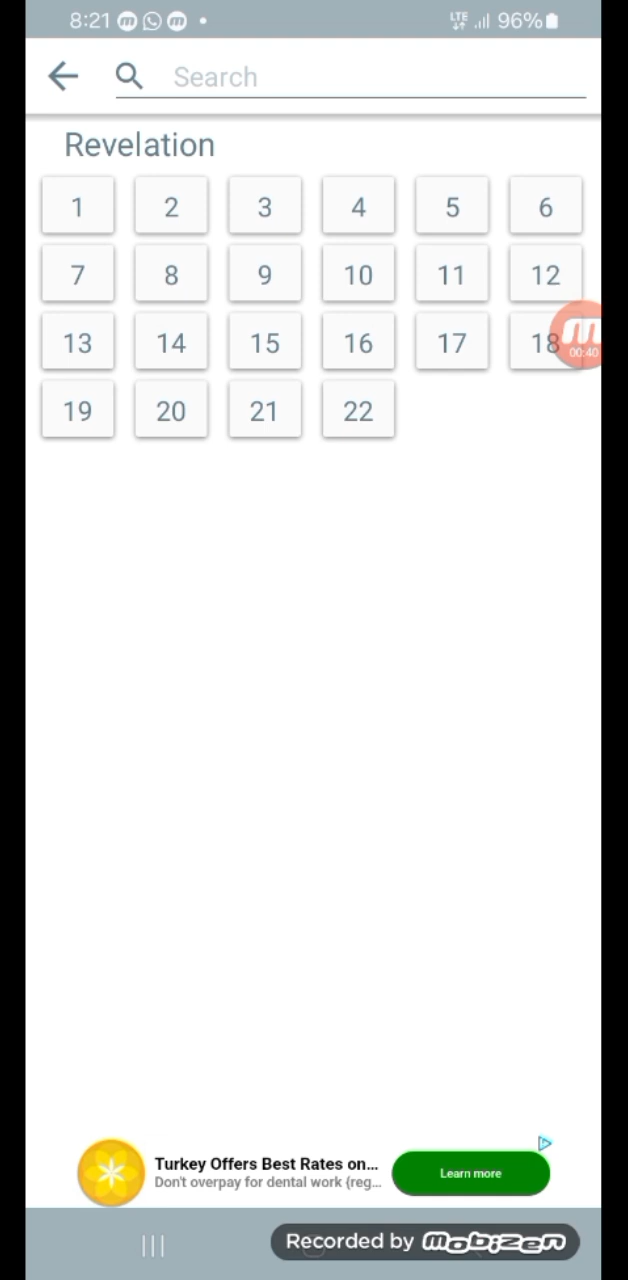 8:21
LTE 96%
Search
Revelation
1 2 3 4 5 6
7 8 9 10 11 12
13 14 15 16 17 18
00:40
19 20 21 22
Turkey Offers Best Rates on...
Don't overpay for dental work (reg...
Learn more
Recorded by mobizen